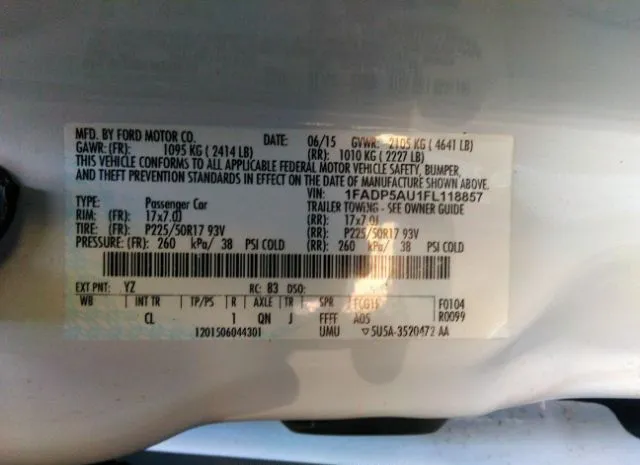 MFD. BY FORD MOTOR CO. DATE: 06/15 GVWR: 2105 KG ( 4641 LB)
GAWR: (FR): 1095 KG ( 2414 LB) (RR): 1010 KG ( 2227 LB)
THIS VEHICLE CONFORMS TO ALL APPLICABLE FEDERAL MOTOR VEHICLE SAFETY, BUMPER,
AND THEFT PREVENTION STANDARDS IN EFFECT ON THE DATE OF MANUFACTURE SHOWN ABOVE.
VIN: 1FADP5AU1FL118857
TYPE: Passenger Car TRAILER TOWING - SEE OWNER GUIDE
RIM: (FR) 17x7.0J (RR) 17x7.0J
TIRE: (FR) P225/50R17 93V (RR) P225/50R17 93V
PRESSURE: (FR) 260 kPa/ 38 PSI COLD (RR) 260 kPa/ 38 PSI COLD
EXT PNT: YZ RC: 83 DSO:
WB INT TR TP/PS R AXLE TR SPR F0104
CL 1 QN J FFFF AQS R0099
1201506044301 UMU 5U5A-3520472 AA